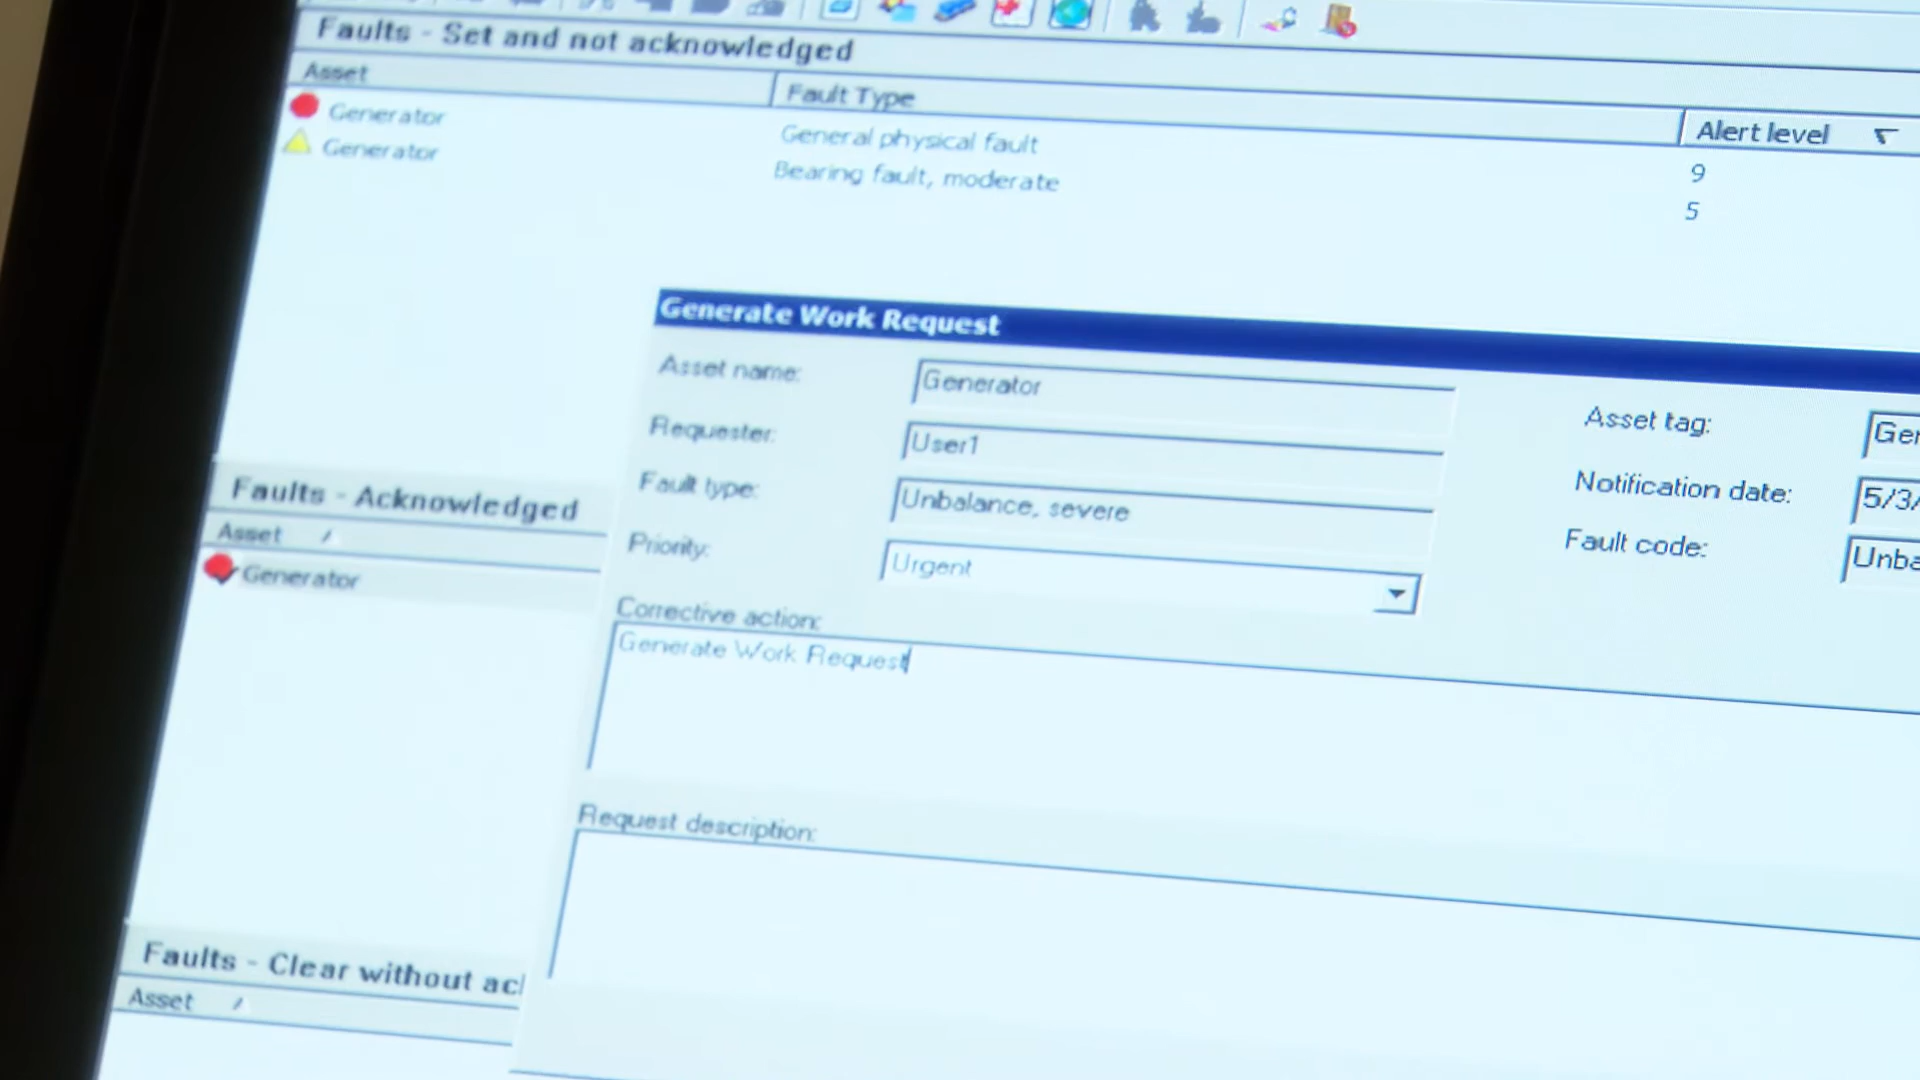 Faults - Set and not acknowledged
Asset
Fault Type
Alert level
Generator
General physical fault
9
Generator
Bearing fault, moderate
5
Generate Work Request
Asset name:
Generator
Asset tag:
Requester:
User1
Notification date:
5/3/
Fault type:
Unbalance, severe
Fault code:
Priority:
Urgent
Corrective action:
Generate Work Request
Request description:
Faults - Acknowledged
Asset
Generator
Faults - Clear without
Asset